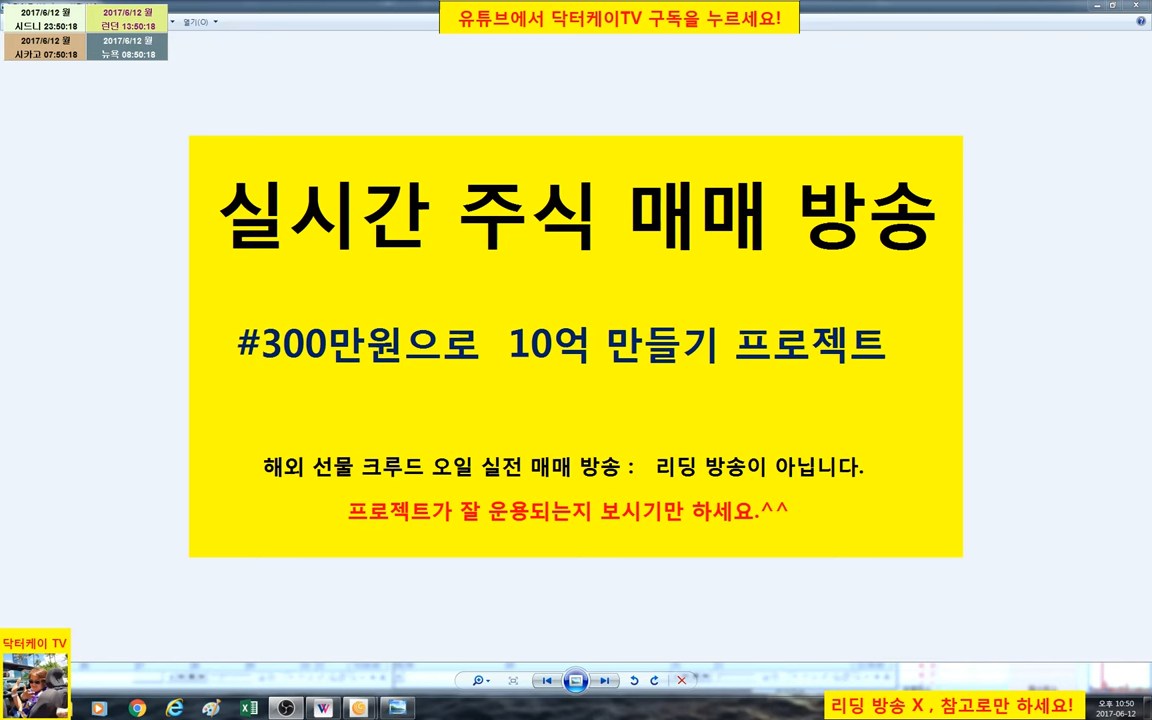 2017/6/12 월
시드니 23:50:18
2017/6/12 월
런던 13:50:18
2017/6/12 월
시카고 07:50:18
2017/6/12 월
뉴욕 08:50:18
열기(O)
유튜브에서 닥터케이TV 구독을 누르세요!
실시간 주식 매매 방송
#300만원으로 10억 만들기 프로젝트
해외 선물 크루드 오일 실전 매매 방송 : 리딩 방송이 아닙니다.
프로젝트가 잘 운용되는지 보시기만 하세요.^^
닥터케이 TV
리딩 방송 X , 참고로만 하세요!
오후 10:50
2017-06-12